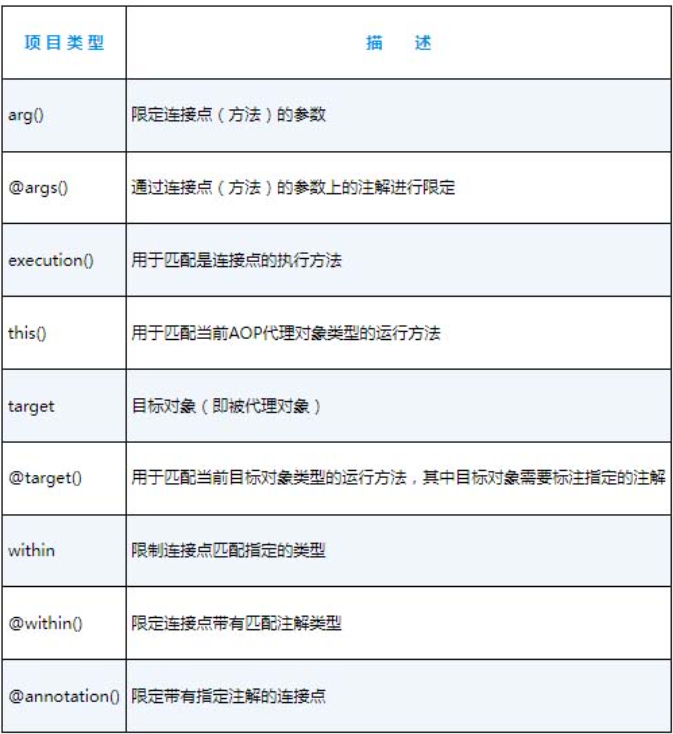 项目类型 描 述
arg() 限定连接点（方法）的参数
@args() 通过连接点（方法）的参数上的注解进行限定
execution() 用于匹配是连接点的执行方法
this() 用于匹配当前AOP代理对象类型的运行方法
target 目标对象（即被代理对象）
@target() 用于匹配当前目标对象类型的运行方法，其中目标对象需要标注指定的注解
within 限制连接点匹配指定的类型
@within() 限定连接点带有匹配注解类型
@annotation() 限定带有指定注解的连接点